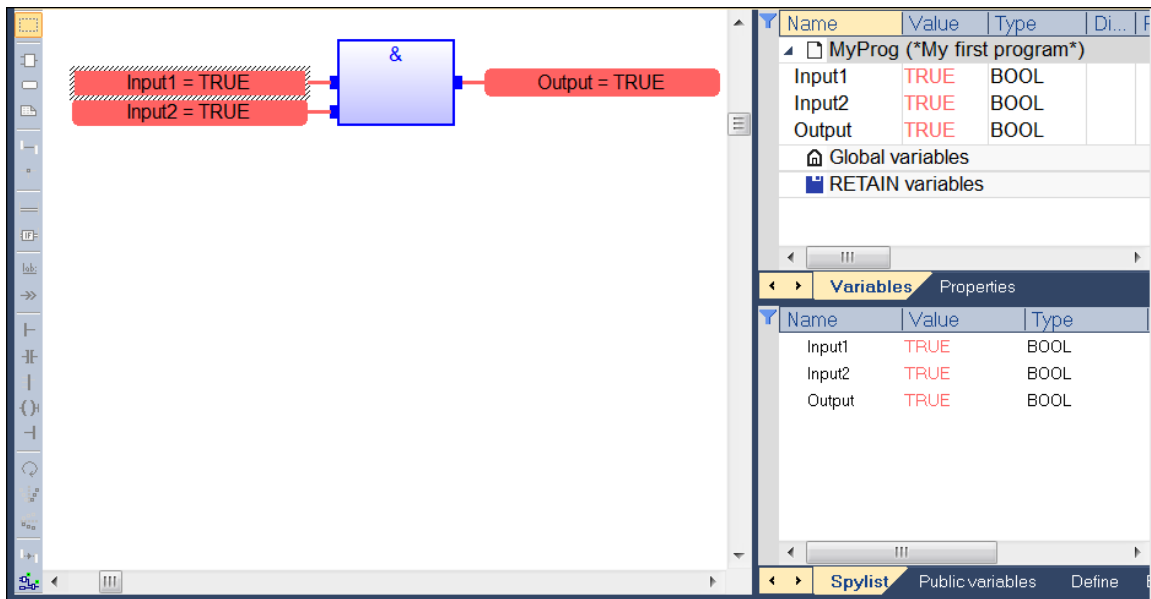 &
Input1 = TRUE
Input2 = TRUE
Output = TRUE
Name Value Type Di...
MyProg (*My first program*)
Input1 TRUE BOOL
Input2 TRUE BOOL
Output TRUE BOOL
Global variables
RETAIN variables
Variables Properties
Name Value Type
Input1 TRUE BOOL
Input2 TRUE BOOL
Output TRUE BOOL
Spylist Public variables Define